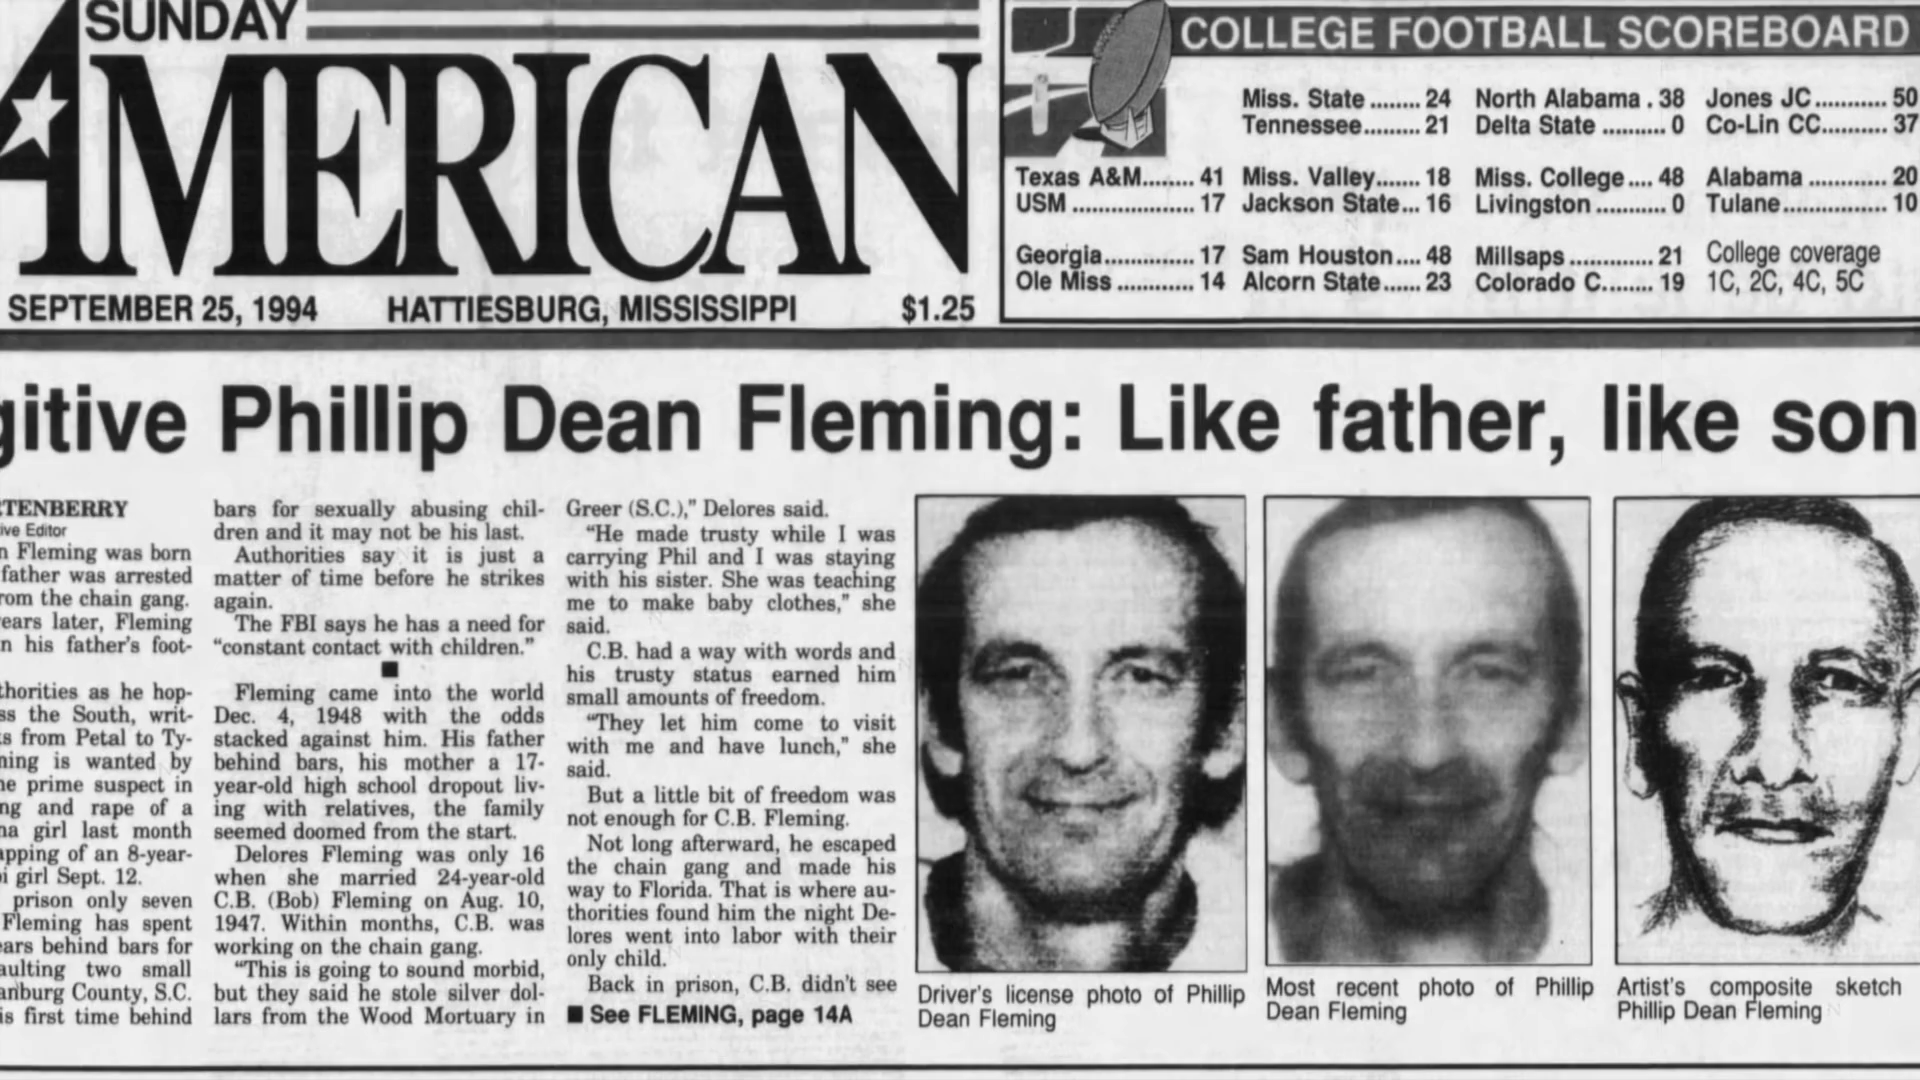 SUNDAY
AMERICAN
SEPTEMBER 25, 1994 HATTIESBURG, MISSISSIPPI $1.25
COLLEGE FOOTBALL SCOREBOARD
Miss. State ........ 24
Tennessee......... 21
North Alabama . 38
Delta State .......... 0
Jones JC........... 50
Co-Lin CC.......... 37
Texas A&M........ 41
USM ................... 17
Miss. Valley....... 18
Jackson State... 16
Miss. College .... 48
Livingston ........... 0
Alabama ............ 20
Tulane................ 10
Georgia.............. 17
Ole Miss ............ 14
Sam Houston.... 48
Alcorn State...... 23
Millsaps ............. 21
Colorado C........ 19
College coverage
1C, 2C, 4C, 5C
gitive Phillip Dean Fleming: Like father, like son
TENBERRY
ive Editor
n Fleming was born
father was arrested
rom the chain gang.
ears later, Fleming
n his father's foot-
thorities as he hop-
ss the South, writ-
ks from Petal to Ty-
ming is wanted by
he prime suspect in
ng and rape of a
na girl last month
apping of an 8-year-
pi girl Sept. 12.
prison only seven
Fleming has spent
ears behind bars for
aulting two small
anburg County, S.C.
is first time behind
bars for sexually abusing chil-
dren and it may not be his last.
Authorities say it is just a
matter of time before he strikes
again.
The FBI says he has a need for
"constant contact with children."
■
Fleming came into the world
Dec. 4, 1948 with the odds
stacked against him. His father
behind bars, his mother a 17-
year-old high school dropout liv-
ing with relatives, the family
seemed doomed from the start.
Delores Fleming was only 16
when she married 24-year-old
C.B. (Bob) Fleming on Aug. 10,
1947. Within months, C.B. was
working on the chain gang.
"This is going to sound morbid,
but they said he stole silver dol-
lars from the Wood Mortuary in
Greer (S.C.)," Delores said.
"He made trusty while I was
carrying Phil and I was staying
with his sister. She was teaching
me to make baby clothes," she
said.
C.B. had a way with words and
his trusty status earned him
small amounts of freedom.
"They let him come to visit
with me and have lunch," she
said.
But a little bit of freedom was
not enough for C.B. Fleming.
Not long afterward, he escaped
the chain gang and made his
way to Florida. That is where au-
thorities found him the night De-
lores went into labor with their
only child.
Back in prison, C.B. didn't see
■ See FLEMING, page 14A
Driver's license photo of Phillip
Dean Fleming
Most recent photo of Phillip
Dean Fleming
Artist's composite sketch
Phillip Dean Fleming